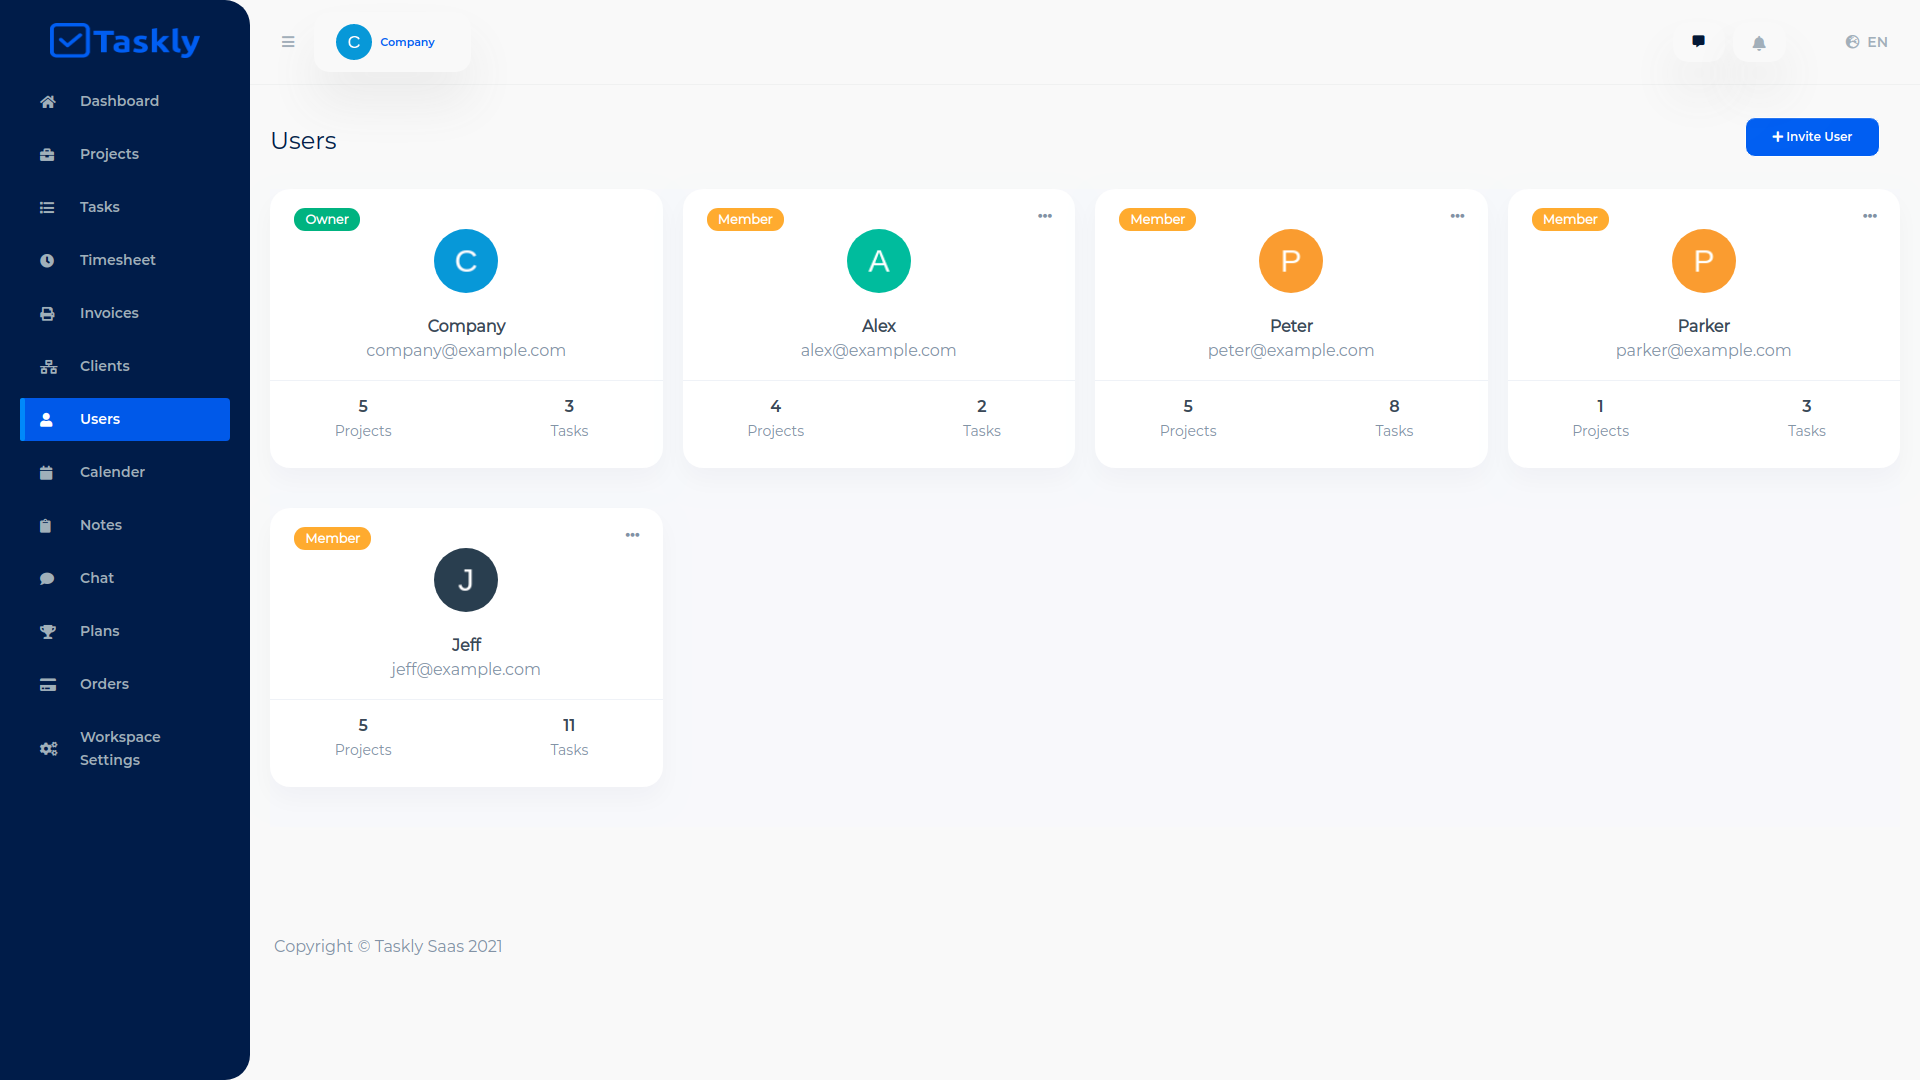 Taskly
Dashboard
Projects
Tasks
Timesheet
Invoices
Clients
Users
Calender
Notes
Chat
Plans
Orders
Workspace
Settings
C Company
EN
Users
Invite User
Owner
C
Company
company@example.com
5 3
Projects Tasks
Member
A
Alex
alex@example.com
4 2
Projects Tasks
Member
P
Peter
peter@example.com
5 8
Projects Tasks
Member
P
Parker
parker@example.com
1 3
Projects Tasks
Member
J
Jeff
jeff@example.com
5 11
Projects Tasks
Copyright © Taskly Saas 2021